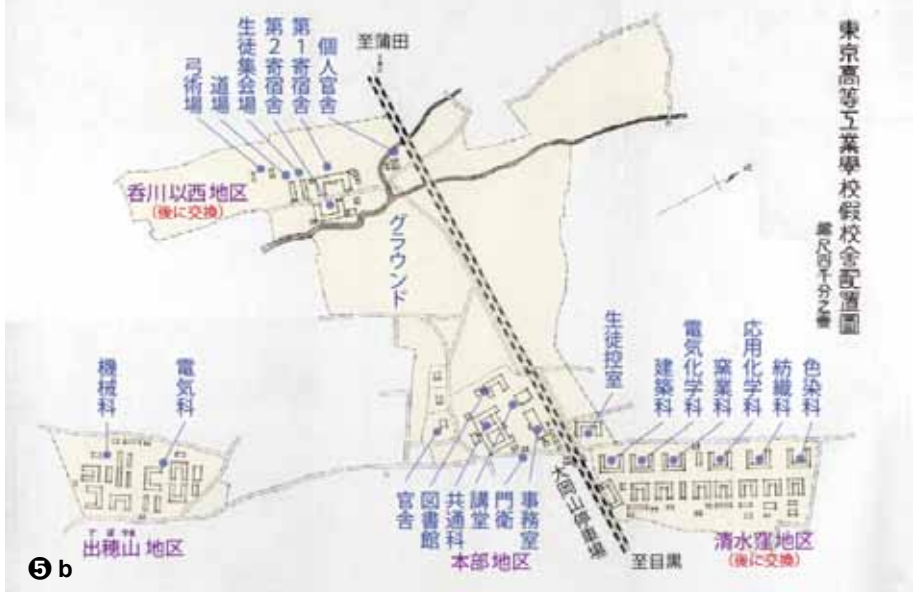 東京高等工業學校假校舍配置圖
縮尺四千分之壹
至蒲田
個人官舎
第1寄宿舎
第2寄宿舎
生徒集会場
道場
弓術場
呑川以西地区
(後に交換)
グラウンド
生徒控室
色染科
紡織科
応用化学科
窯業科
電気化学科
建築科
電気科
機械科
事務室
門衛
講堂
共通科
図書館
官舎
大岡山停車場
出穂山 地区
本部地区
至目黒
清水窪地区
(後に交換)
❺ b